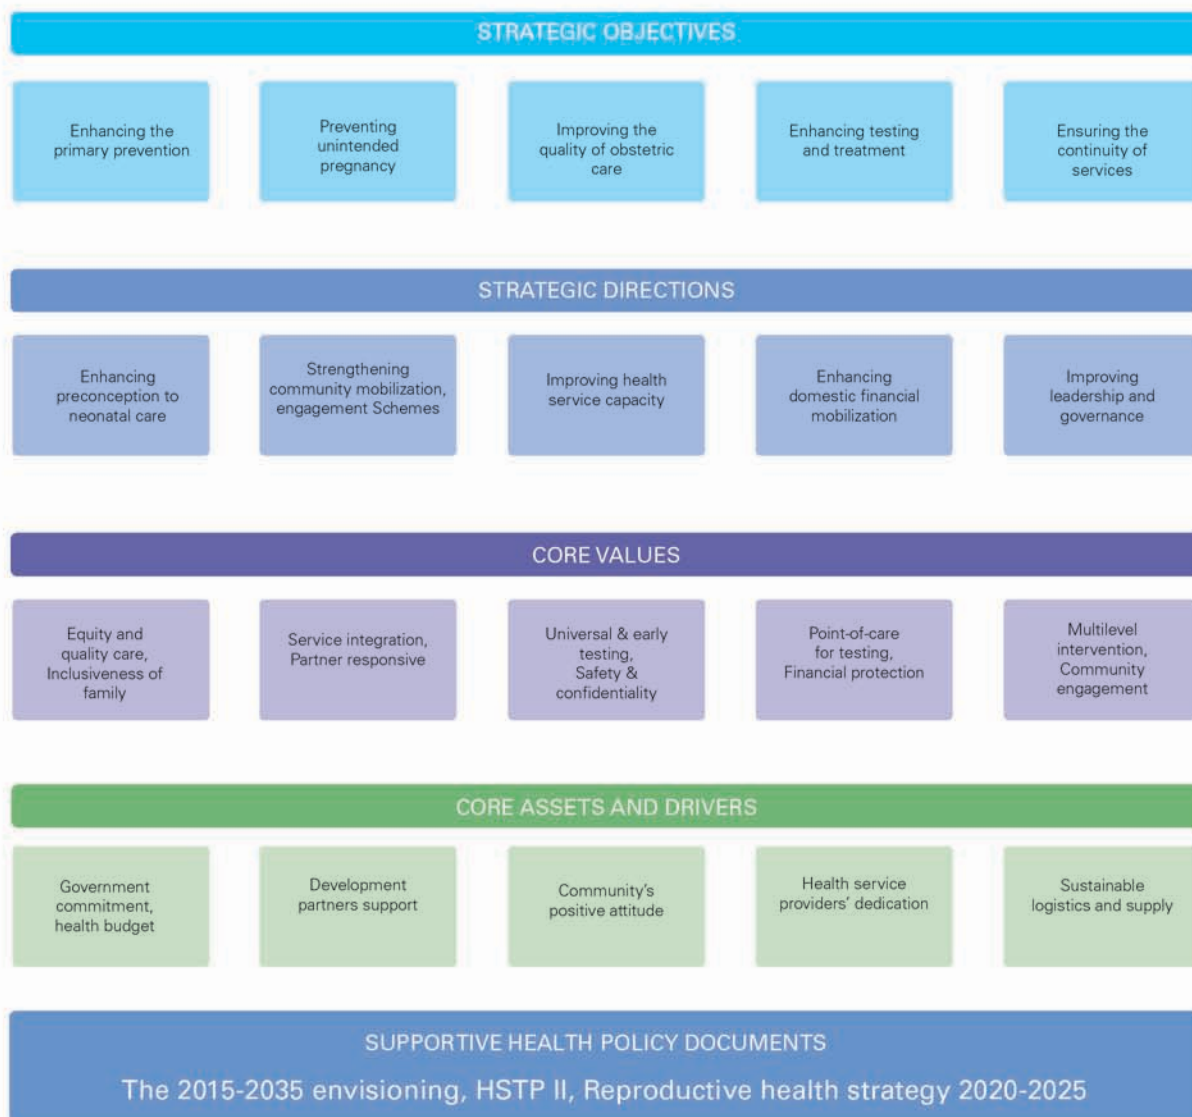 STRATEGIC OBJECTIVES
Enhancing the
primary prevention
Preventing
unintended
pregnancy
Improving the
quality of obstetric
care
Enhancing testing
and treatment
Ensuring the
continuity of
services
STRATEGIC DIRECTIONS
Enhancing
preconception to
neonatal care
Strengthening
community mobilization,
engagement Schemes
Improving health
service capacity
Enhancing
domestic financial
mobilization
Improving
leadership and
governance
CORE VALUES
Equity and
quality care,
Inclusiveness of
family
Service integration,
Partner responsive
Universal & early
testing,
Safety &
confidentiality
Point-of-care
for testing,
Financial protection
Multilevel
intervention,
Community
engagement
CORE ASSETS AND DRIVERS
Government
commitment,
health budget
Development
partners support
Community's
positive attitude
Health service
providers' dedication
Sustainable
logistics and supply
SUPPORTIVE HEALTH POLICY DOCUMENTS
The 2015-2035 envisioning, HSTP II, Reproductive health strategy 2020-2025